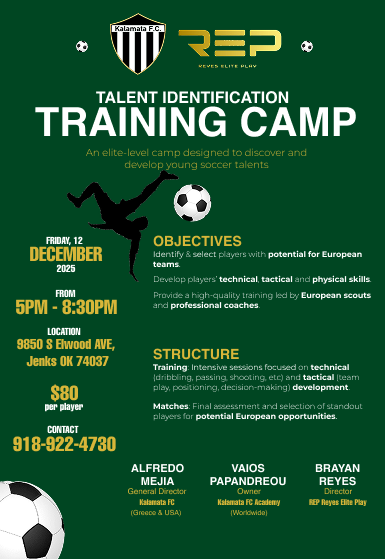 Kalamata F.C.
REP
REYES ELITE PLAY
TALENT IDENTIFICATION
TRAINING CAMP
An elite-level camp designed to discover and
develop young soccer talents
FRIDAY, 12
DECEMBER
2025
FROM
5PM - 8:30PM
LOCATION
9850 S Elwood AVE,
Jenks OK 74037
$80
per player
CONTACT
918-922-4730
OBJECTIVES
Identify & select players with potential for European
teams.
Develop players' technical, tactical and physical skills.
Provide a high-quality training led by European scouts
and professional coaches.
STRUCTURE
Training: Intensive sessions focused on technical
(dribbling, passing, shooting, etc) and tactical (team
play, positioning, decision-making) development.
Matches: Final assessment and selection of standout
players for potential European opportunities.
ALFREDO
MEJIA
General Director
Kalamata FC
(Greece & USA)
VAIOS
PAPANDREOU
Owner
Kalamata FC Academy
(Worldwide)
BRAYAN
REYES
Director
REP Reyes Elite Play